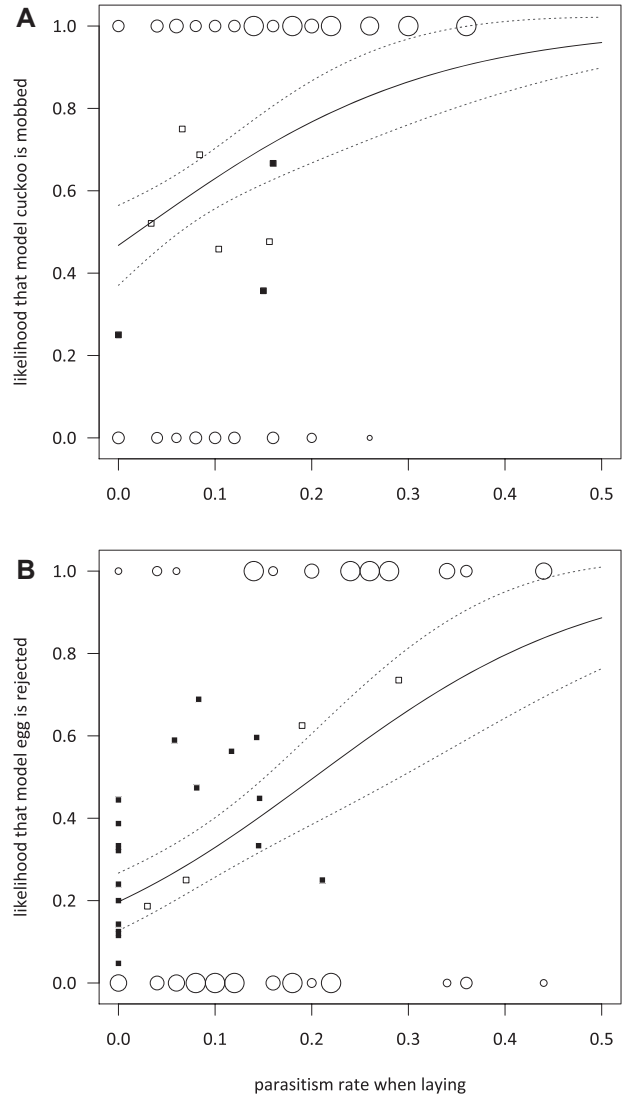 A
1.0
0.8
0.6
0.4
0.2
0.0
likelihood that model cuckoo is mobbed
0.0 0.1 0.2 0.3 0.4 0.5
B
1.0
0.8
0.6
0.4
0.2
0.0
likelihood that model egg is rejected
0.0 0.1 0.2 0.3 0.4 0.5
parasitism rate when laying